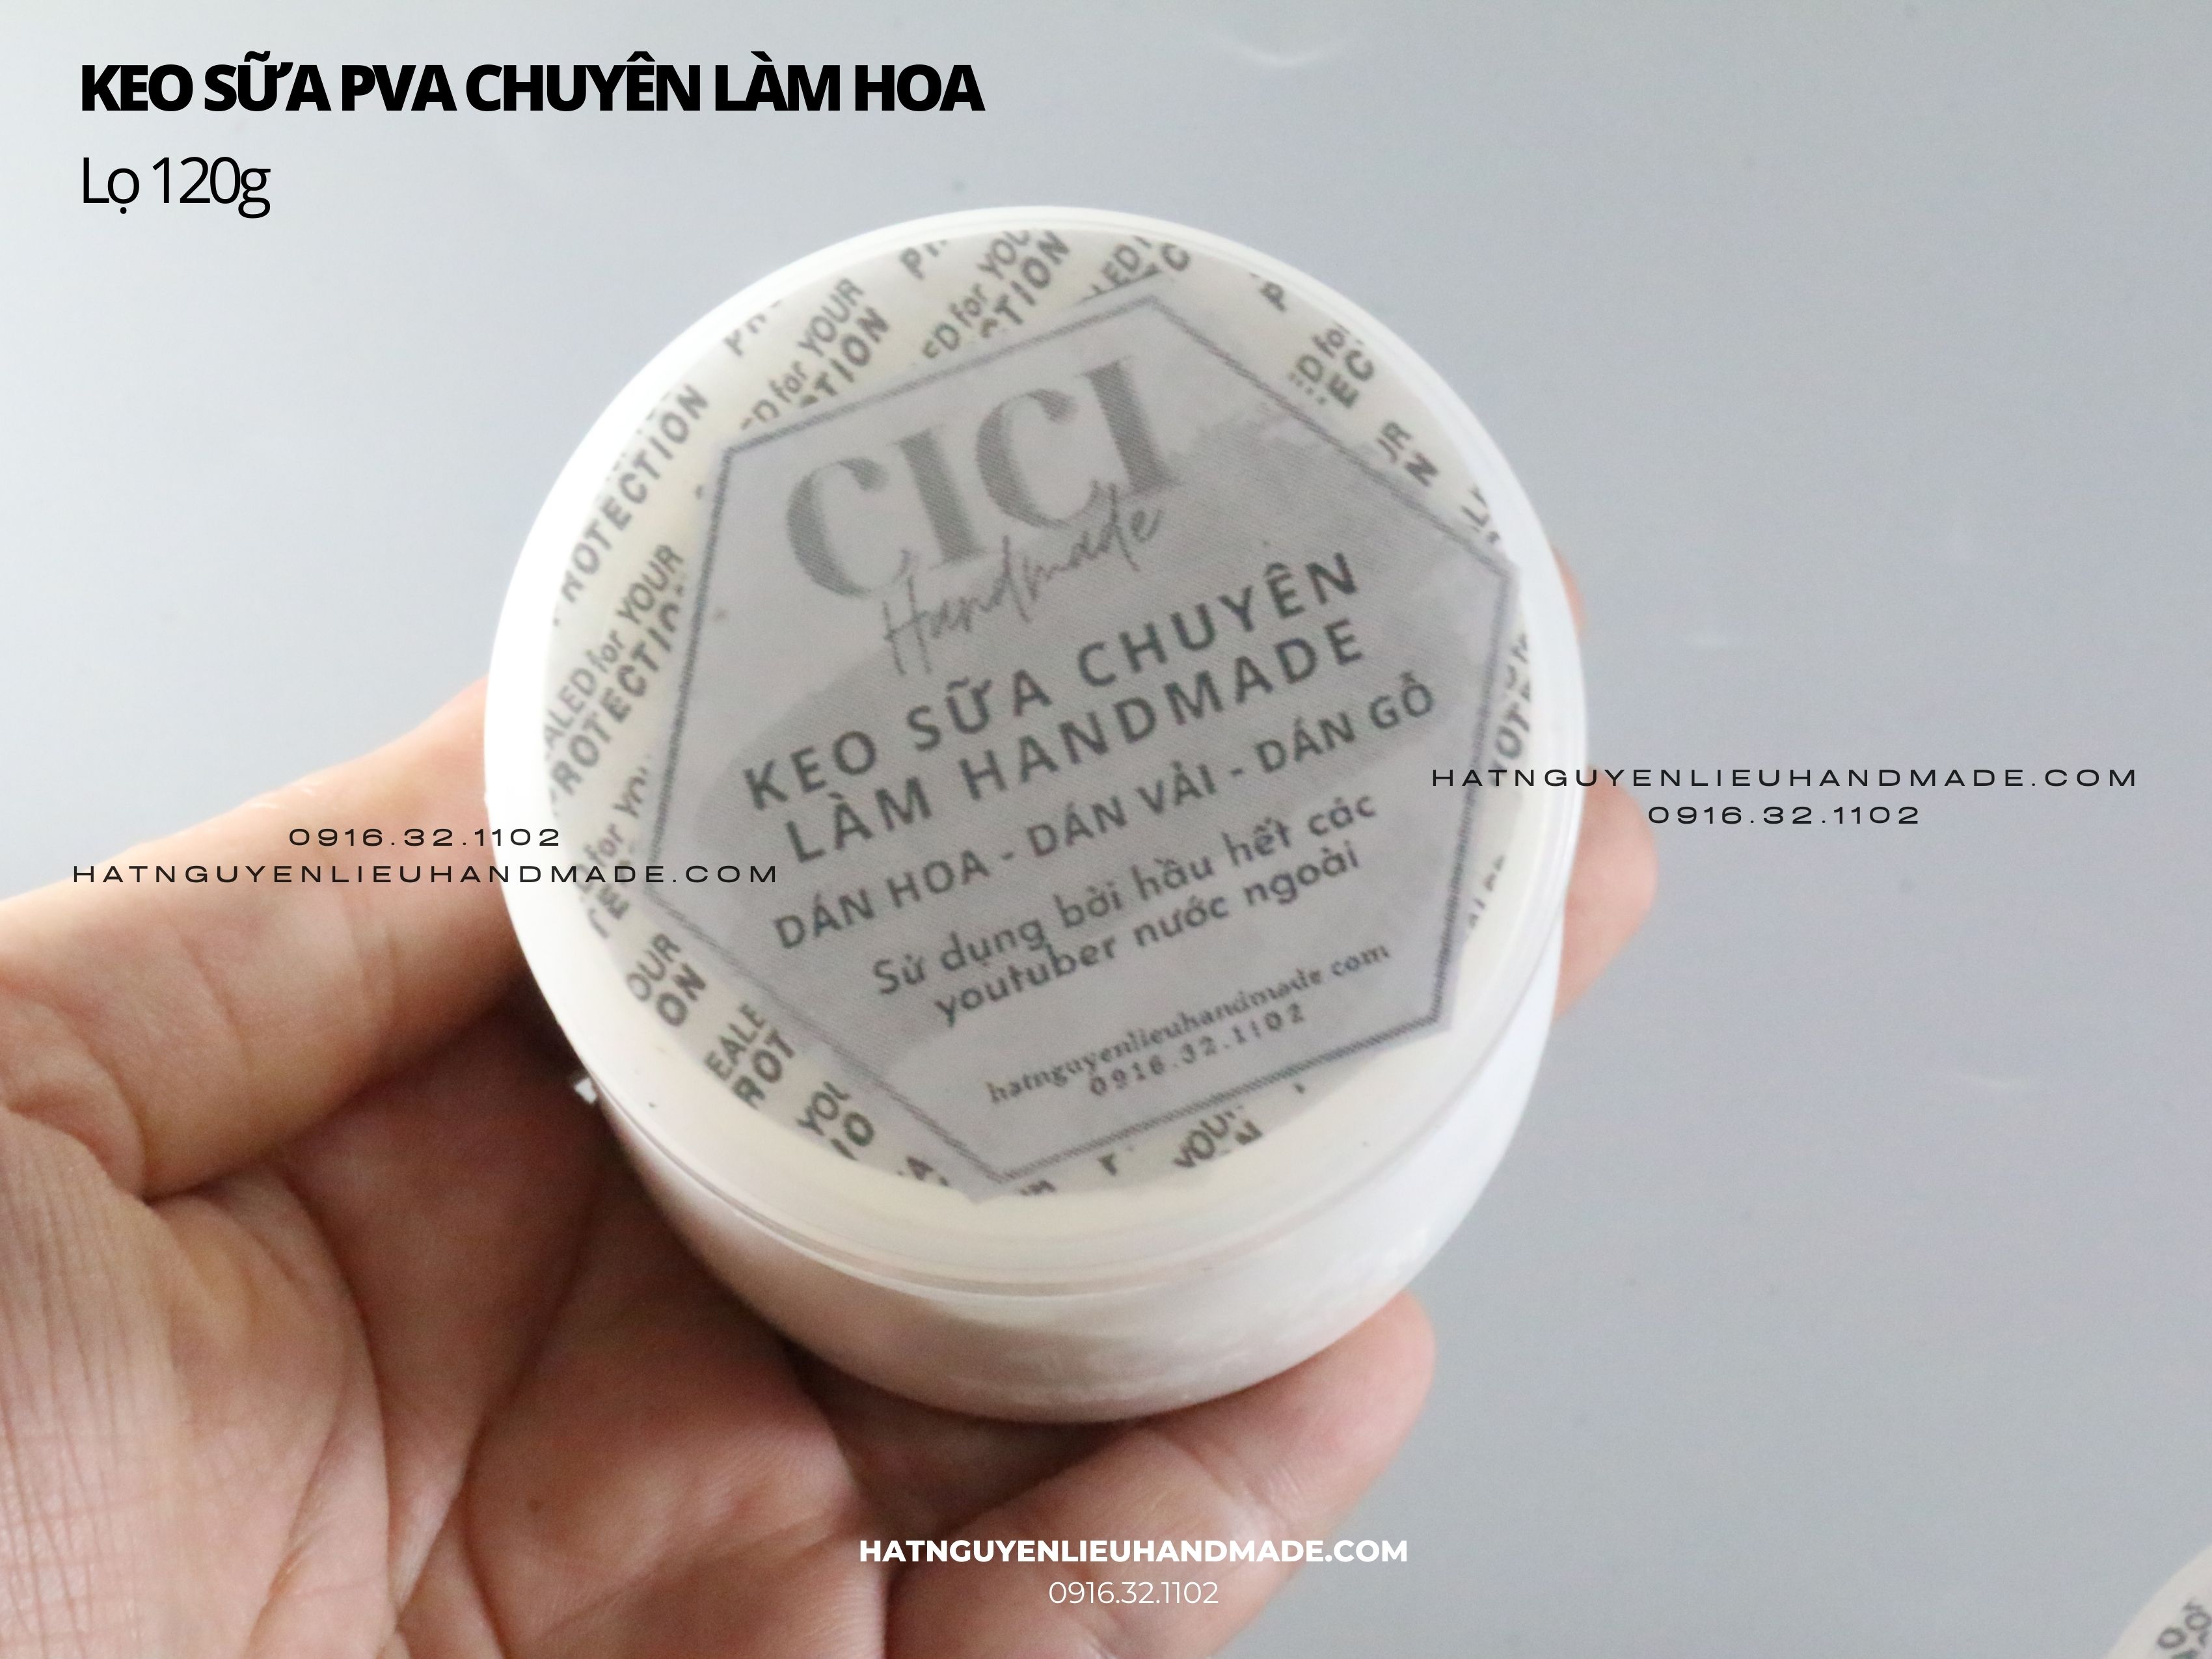 KEO SỮA PVA CHUYÊN LÀM HOA
Lọ 120g
CICI
Handmade
KEO SỮA CHUYÊN
LÀM HANDMADE
DÁN HOA - DÁN VẢI - DÁN GỖ
Sử dụng bởi hầu hết các
youtuber nước ngoài
hatnguyenlieuhandmade com
0916.32.1102
PROTECTION
SEALED for YOUR
PROTECTION
HATNGUYENLIEUHANDMADE.COM
0916.32.1102
0916.32.1102
HATNGUYENLIEUHANDMADE.COM
HATNGUYENLIEUHANDMADE.COM
0916.32.1102